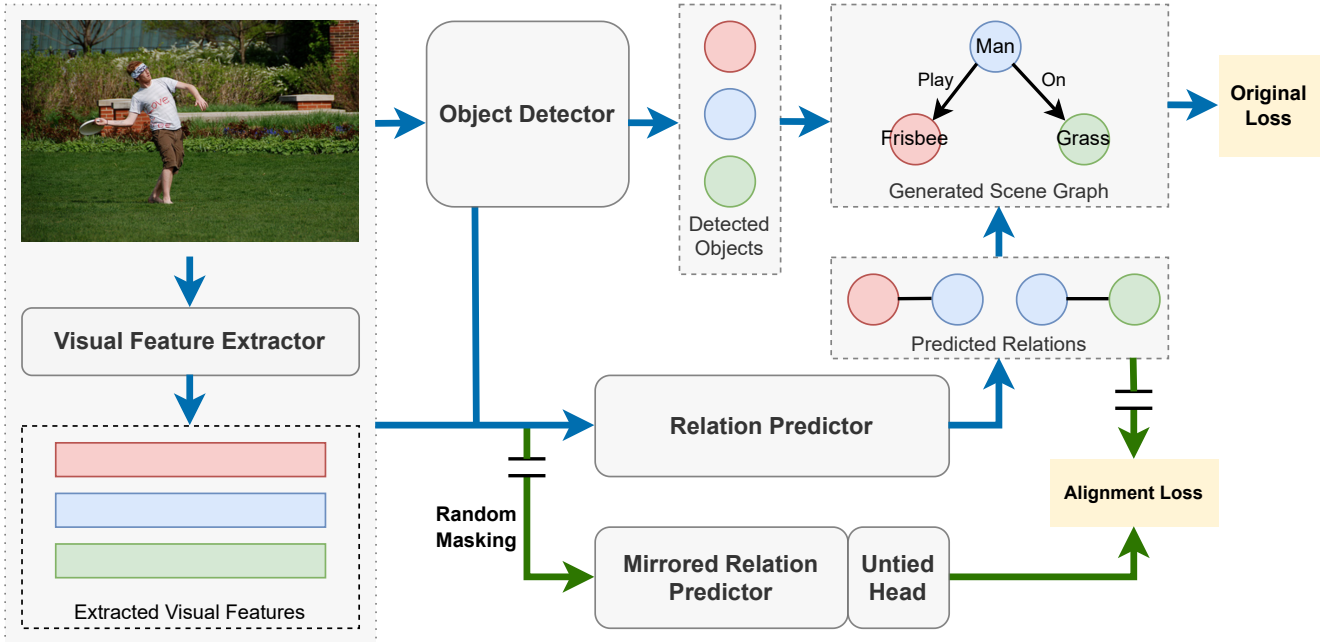 Object Detector
Detected
Objects
Man
Play
On
Frisbee
Grass
Generated Scene Graph
Original
Loss
Visual Feature Extractor
Predicted Relations
Relation Predictor
Extracted Visual Features
Random
Masking
Mirrored Relation
Predictor
Untied
Head
Alignment Loss